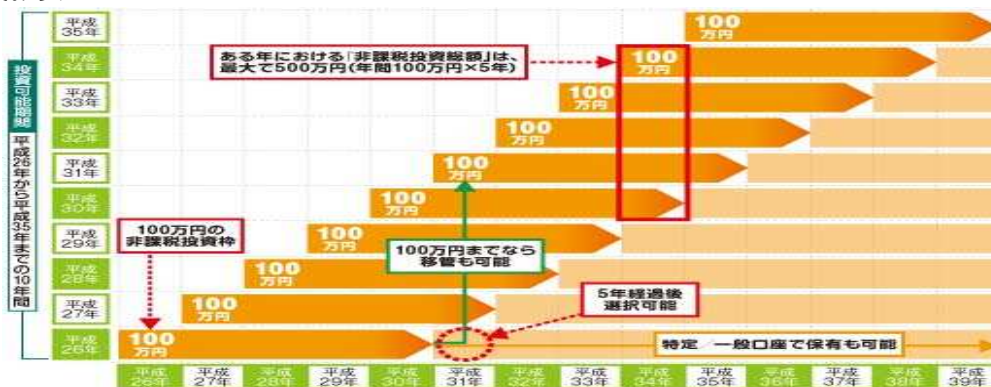 平成
35年
100
万円
平成
34年
ある年における「非課税投資総額」は、
最大で500万円(年間100万円×5年)
100
万円
平成
33年
100
万円
平成
32年
100
万円
平成
31年
100
万円
平成
30年
100
万円
平成
29年
100万円の
非課税投資枠
100
万円
100万円までなら
移管も可能
平成
28年
100
万円
平成
27年
100
万円
5年経過後
選択可能
平成
26年
100
万円
特定/一般口座で保有も可能
投資可能期間
平成26年から平成35年までの10年間
平成
26年
平成
27年
平成
28年
平成
29年
平成
30年
平成
31年
平成
32年
平成
33年
平成
34年
平成
35年
平成
36年
平成
37年
平成
38年
平成
39年